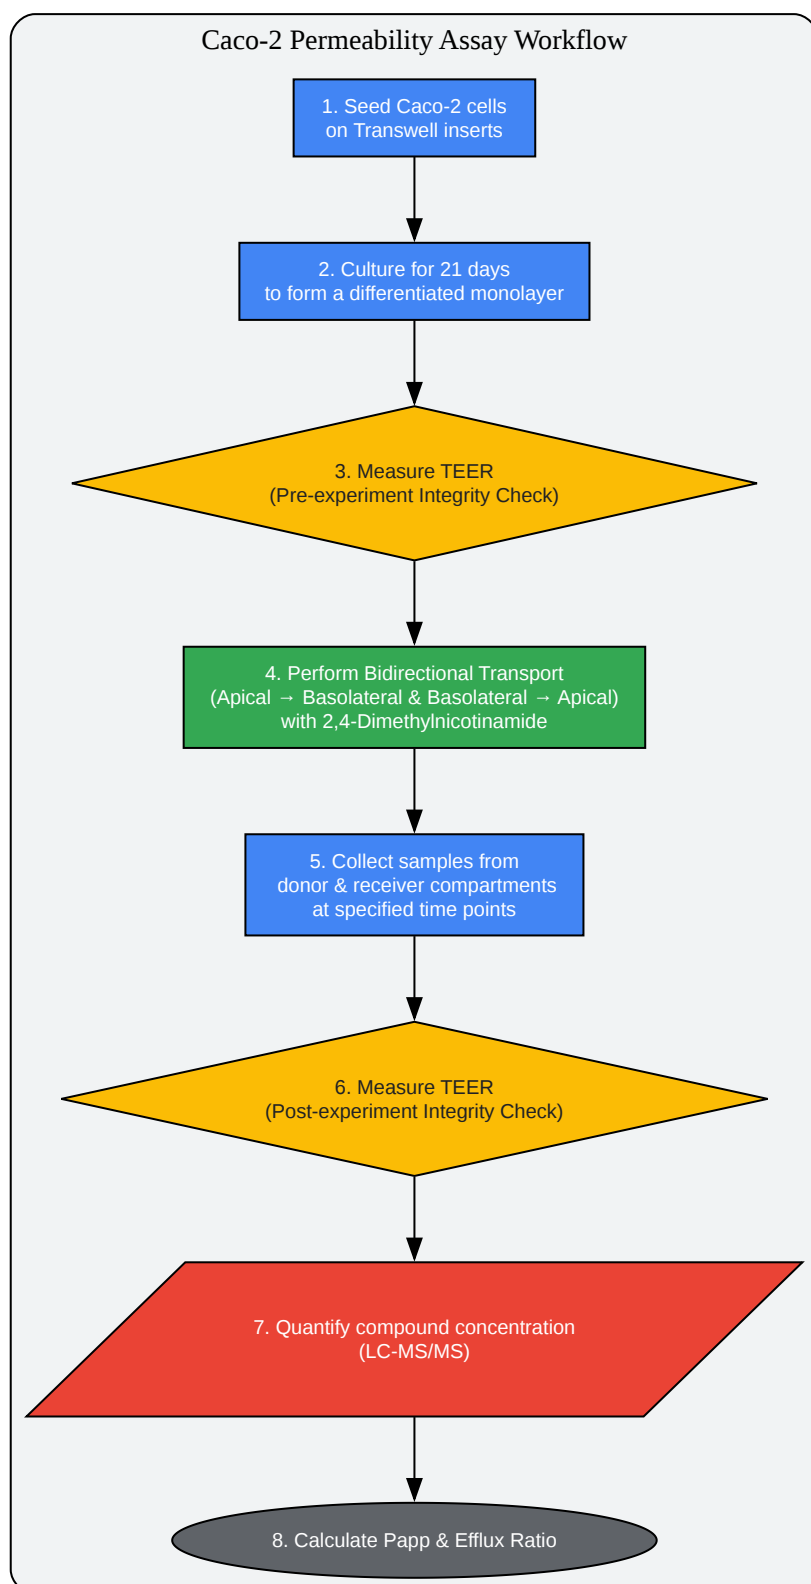 Caco-2 Permeability Assay Workflow
1. Seed Caco-2 cells
on Transwell inserts
2. Culture for 21 days
to form a differentiated monolayer
3. Measure TEER
(Pre-experiment Integrity Check)
4. Perform Bidirectional Transport
(Apical → Basolateral & Basolateral → Apical)
with 2,4-Dimethylnicotinamide
5. Collect samples from
donor & receiver compartments
at specified time points
6. Measure TEER
(Post-experiment Integrity Check)
7. Quantify compound concentration
(LC-MS/MS)
8. Calculate Papp & Efflux Ratio